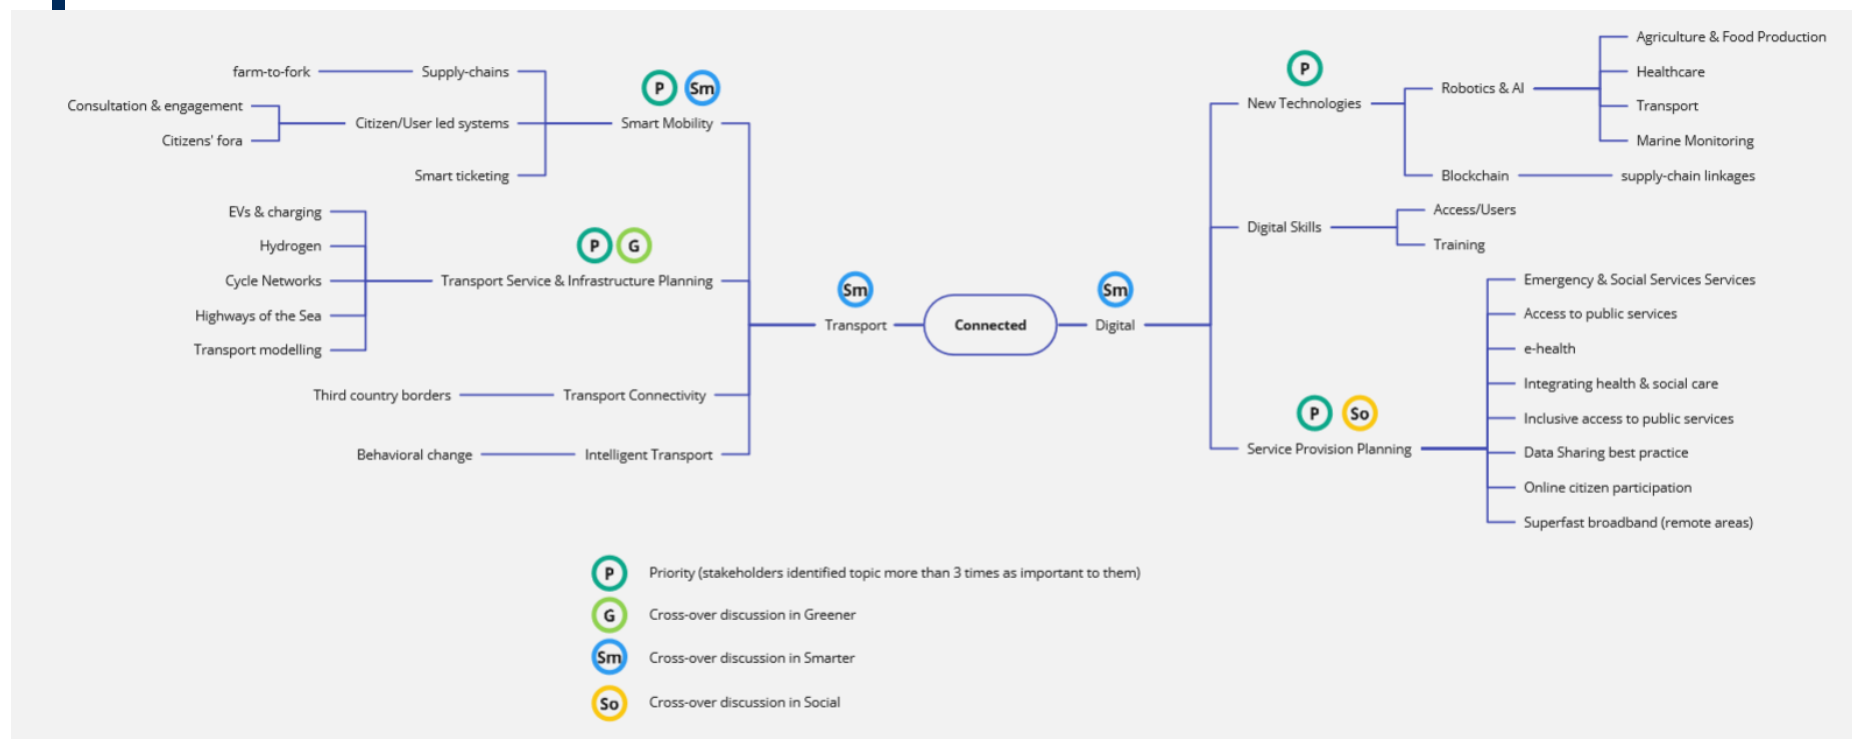 farm-to-fork
Supply-chains
Consultation & engagement
Citizens' fora
Citizen/User led systems
Smart ticketing
P
Sm
Smart Mobility
EVs & charging
Hydrogen
Cycle Networks
Highways of the Sea
Transport modelling
P
G
Transport Service & Infrastructure Planning
Third country borders
Transport Connectivity
Behavioral change
Intelligent Transport
Sm
Transport
Connected
Sm
Digital
P
New Technologies
Robotics & AI
Agriculture & Food Production
Healthcare
Transport
Marine Monitoring
Blockchain
supply-chain linkages
Digital Skills
Access/Users
Training
P
So
Service Provision Planning
Emergency & Social Services Services
Access to public services
e-health
Integrating health & social care
Inclusive access to public services
Data Sharing best practice
Online citizen participation
Superfast broadband (remote areas)
P Priority (stakeholders identified topic more than 3 times as important to them)
G Cross-over discussion in Greener
Sm Cross-over discussion in Smarter
So Cross-over discussion in Social